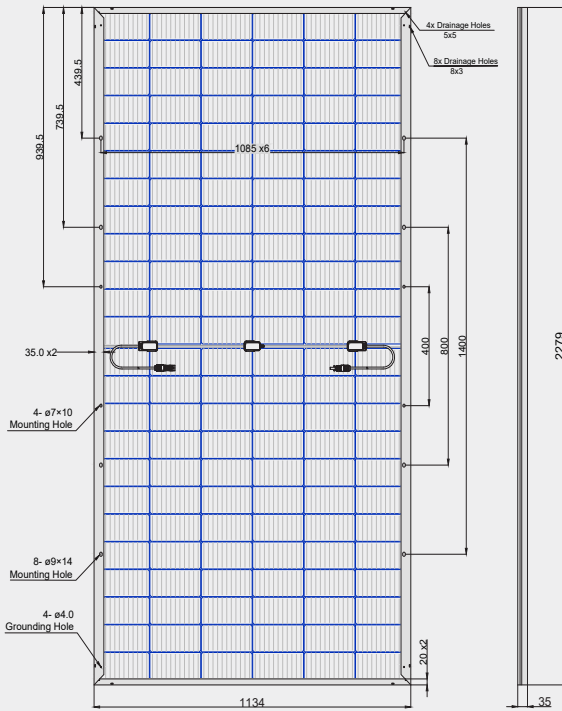 4x Drainage Holes
5x5
8x Drainage Holes
8x3
439.5
739.5
939.5
1085 x6
35.0 x2
400
800
1400
2279
4- ø7×10
Mounting Hole
8- ø9×14
Mounting Hole
4- ø4.0
Grounding Hole
20 x2
1134
35